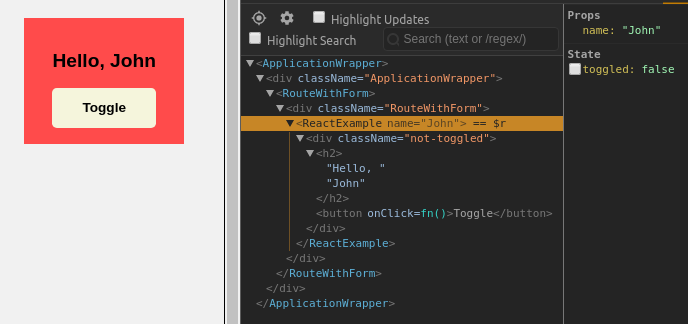 Hello, John
Toggle
Highlight Updates
Highlight Search
Search (text or /regex/)
<ApplicationWrapper>
<div className="ApplicationWrapper">
<RouteWithForm>
<div className="RouteWithForm">
<ReactExample name="John"> == $r
<div className="not-toggled">
<h2>
"Hello, "
"John"
</h2>
<button onClick=fn()>Toggle</button>
</div>
</ReactExample>
</div>
</RouteWithForm>
</div>
</ApplicationWrapper>
Props
name: "John"
State
toggled: false